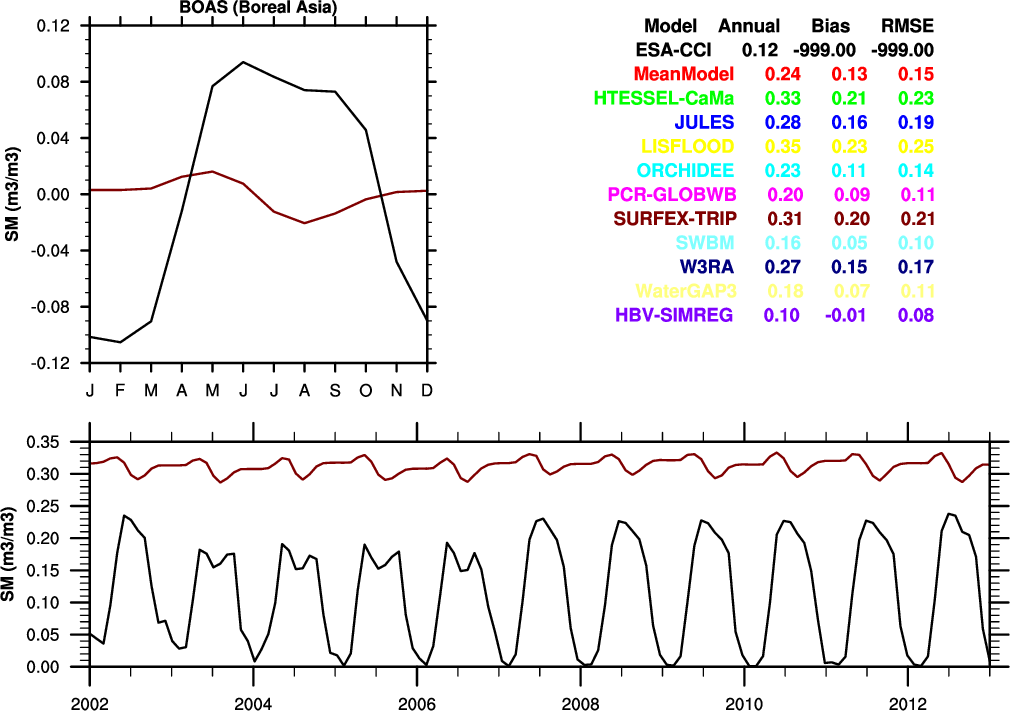 BOAS (Boreal Asia)
0.12
0.08
0.04
0.00
-0.04
-0.08
-0.12
SM (m3/m3)
J F M A M J J A S O N D
Model Annual Bias RMSE
ESA-CCI 0.12 -999.00 -999.00
MeanModel 0.24 0.13 0.15
HTESSEL-CaMa 0.33 0.21 0.23
JULES 0.28 0.16 0.19
LISFLOOD 0.35 0.23 0.25
ORCHIDEE 0.23 0.11 0.14
PCR-GLOBWB 0.20 0.09 0.11
SURFEX-TRIP 0.31 0.20 0.21
SWBM 0.16 0.05 0.10
W3RA 0.27 0.15 0.17
WaterGAP3 0.18 0.07 0.11
HBV-SIMREG 0.10 -0.01 0.08
0.35
0.30
0.25
0.20
0.15
0.10
0.05
0.00
SM (m3/m3)
2002 2004 2006 2008 2010 2012